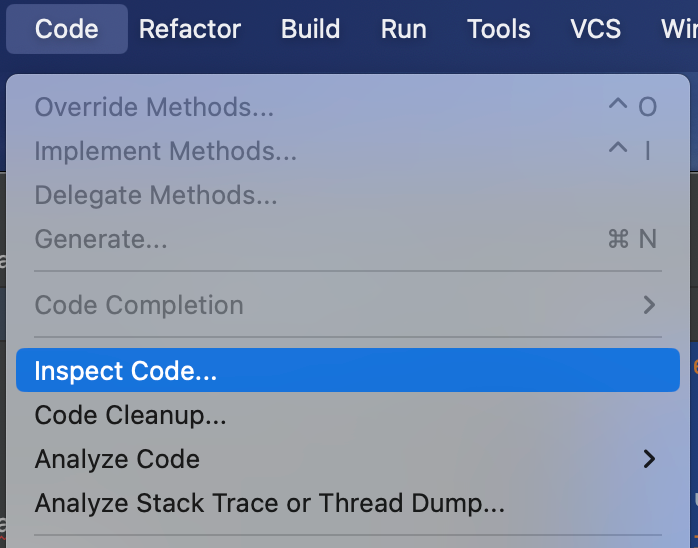 Code Refactor Build Run Tools VCS
Override Methods... ^ O
Implement Methods... ^ I
Delegate Methods...
Generate... ⌘ N
Code Completion >
Inspect Code...
Code Cleanup...
Analyze Code >
Analyze Stack Trace or Thread Dump...